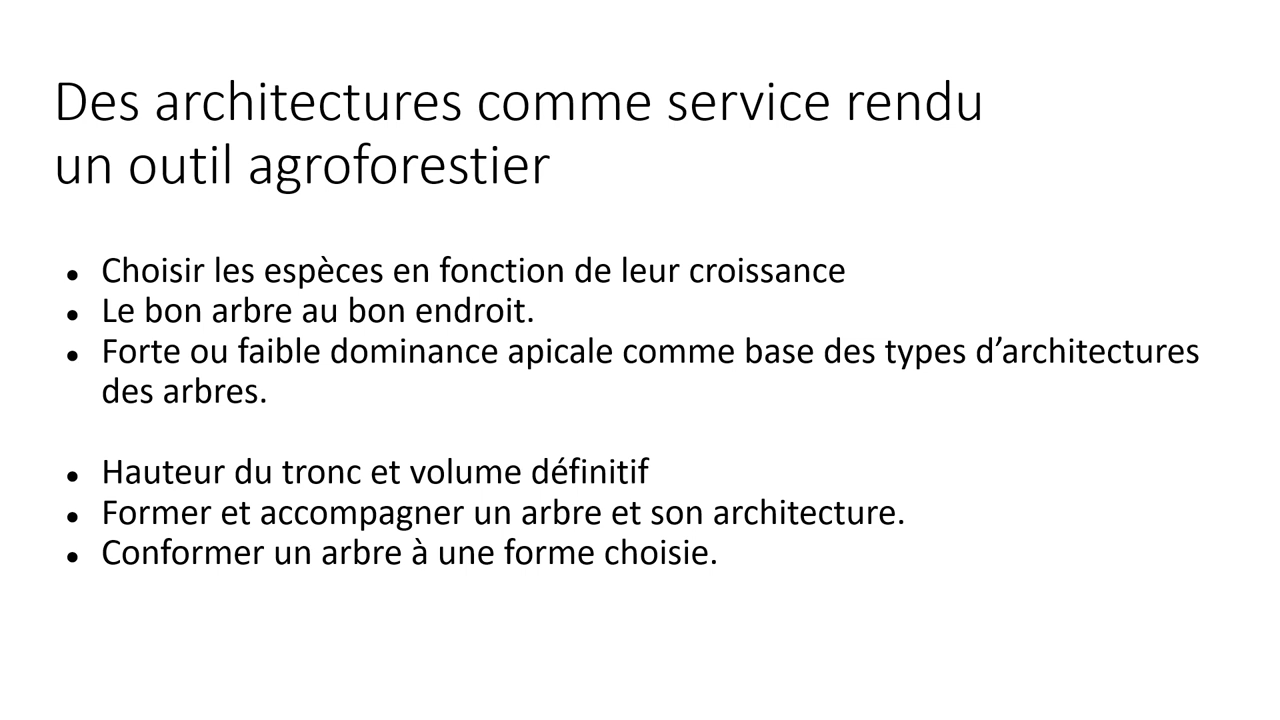 Des architectures comme service rendu
un outil agroforestier
● Choisir les espèces en fonction de leur croissance
● Le bon arbre au bon endroit.
● Forte ou faible dominance apicale comme base des types d’architectures
des arbres.
● Hauteur du tronc et volume définitif
● Former et accompagner un arbre et son architecture.
● Conformer un arbre à une forme choisie.